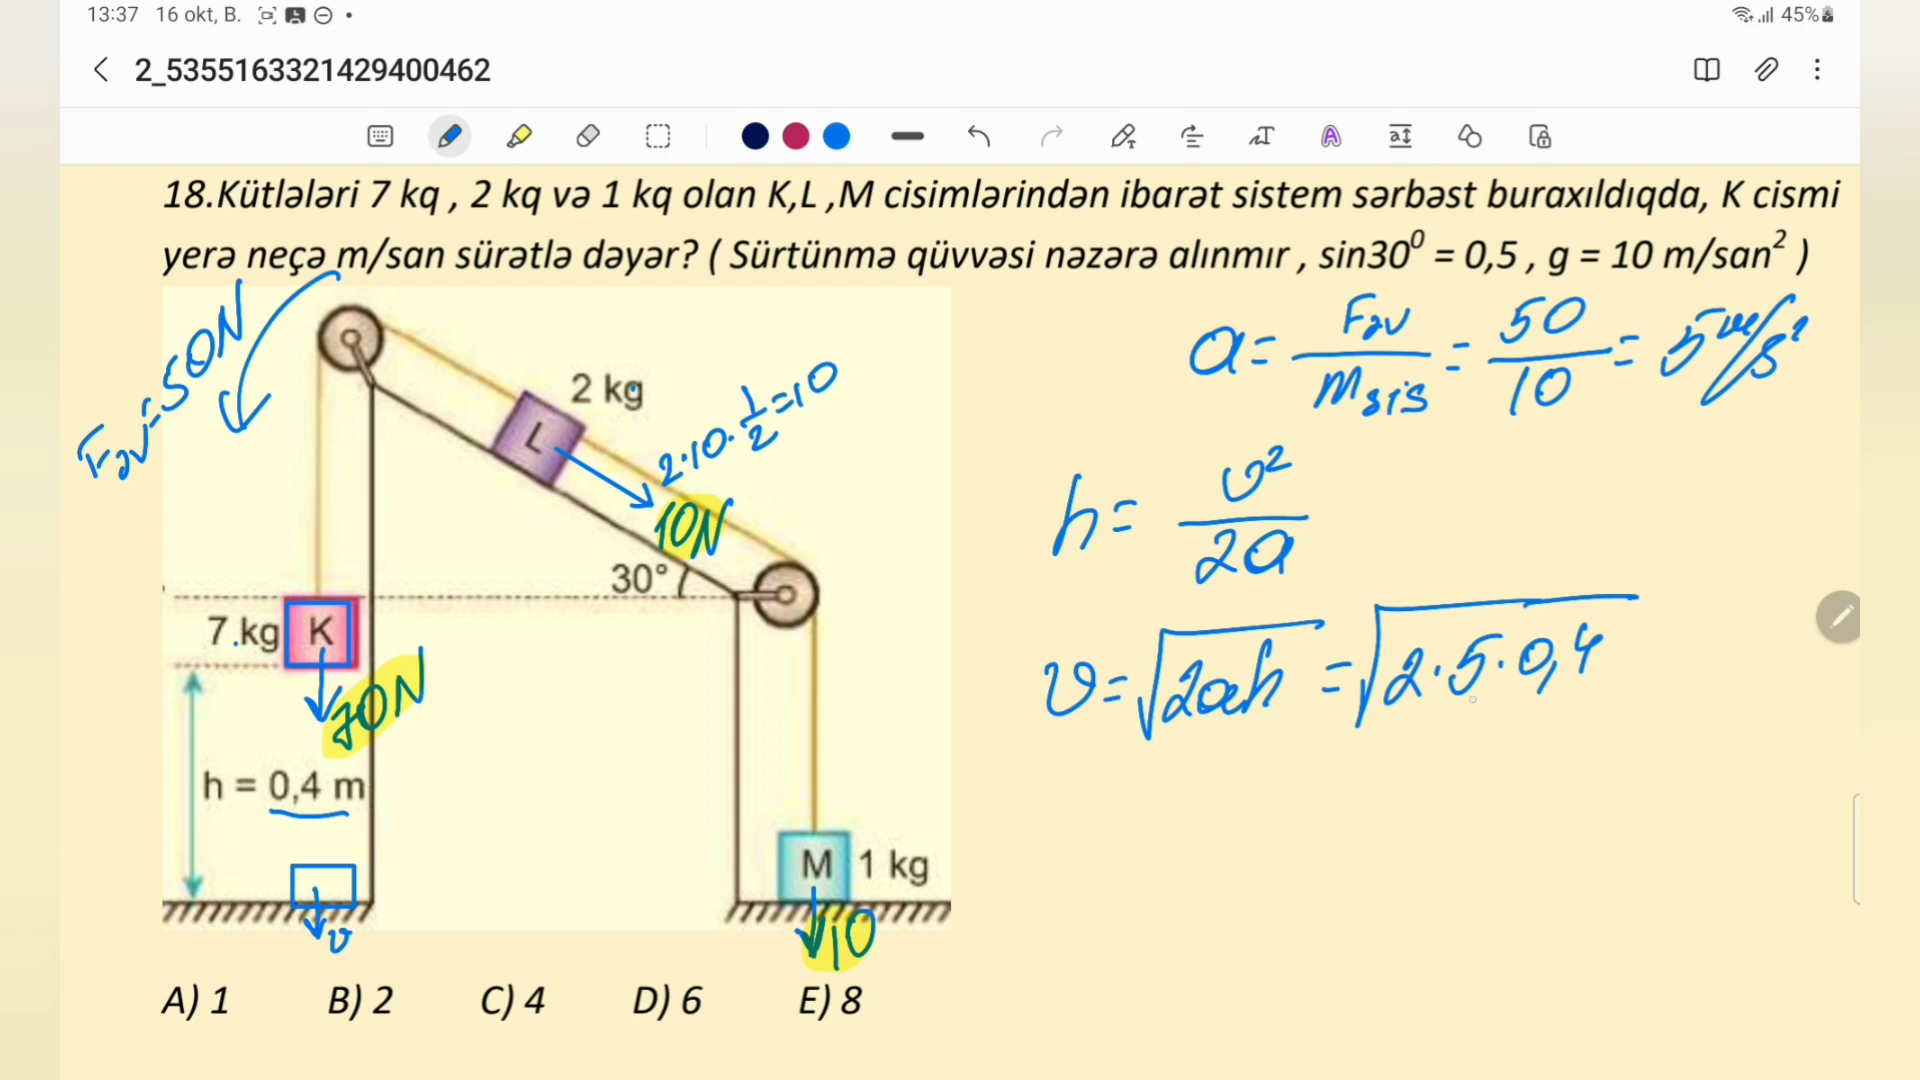 13:37 16 okt, B. •
45%
2_5355163321429400462
18.Kütlələri 7 kq , 2 kq və 1 kq olan K,L ,M cisimlərindən ibarət sistem sərbəst buraxıldıqda, K cismi
yerə neçə m/san sürətlə dəyər? ( Sürtünmə qüvvəsi nəzərə alınmır , sin30⁰ = 0,5 , g = 10 m/san² )
Fəv=50N
a = Fəv / Msis = 50 / 10 = 5 m/s²
2 kg
L
2·10·1/2=10
10N
30°
h = υ² / 2a
7.kg K
70N
υ = √2ah = √2·5·0,4
h = 0,4 m
M 1 kg
υ
10
A) 1 B) 2 C) 4 D) 6 E) 8